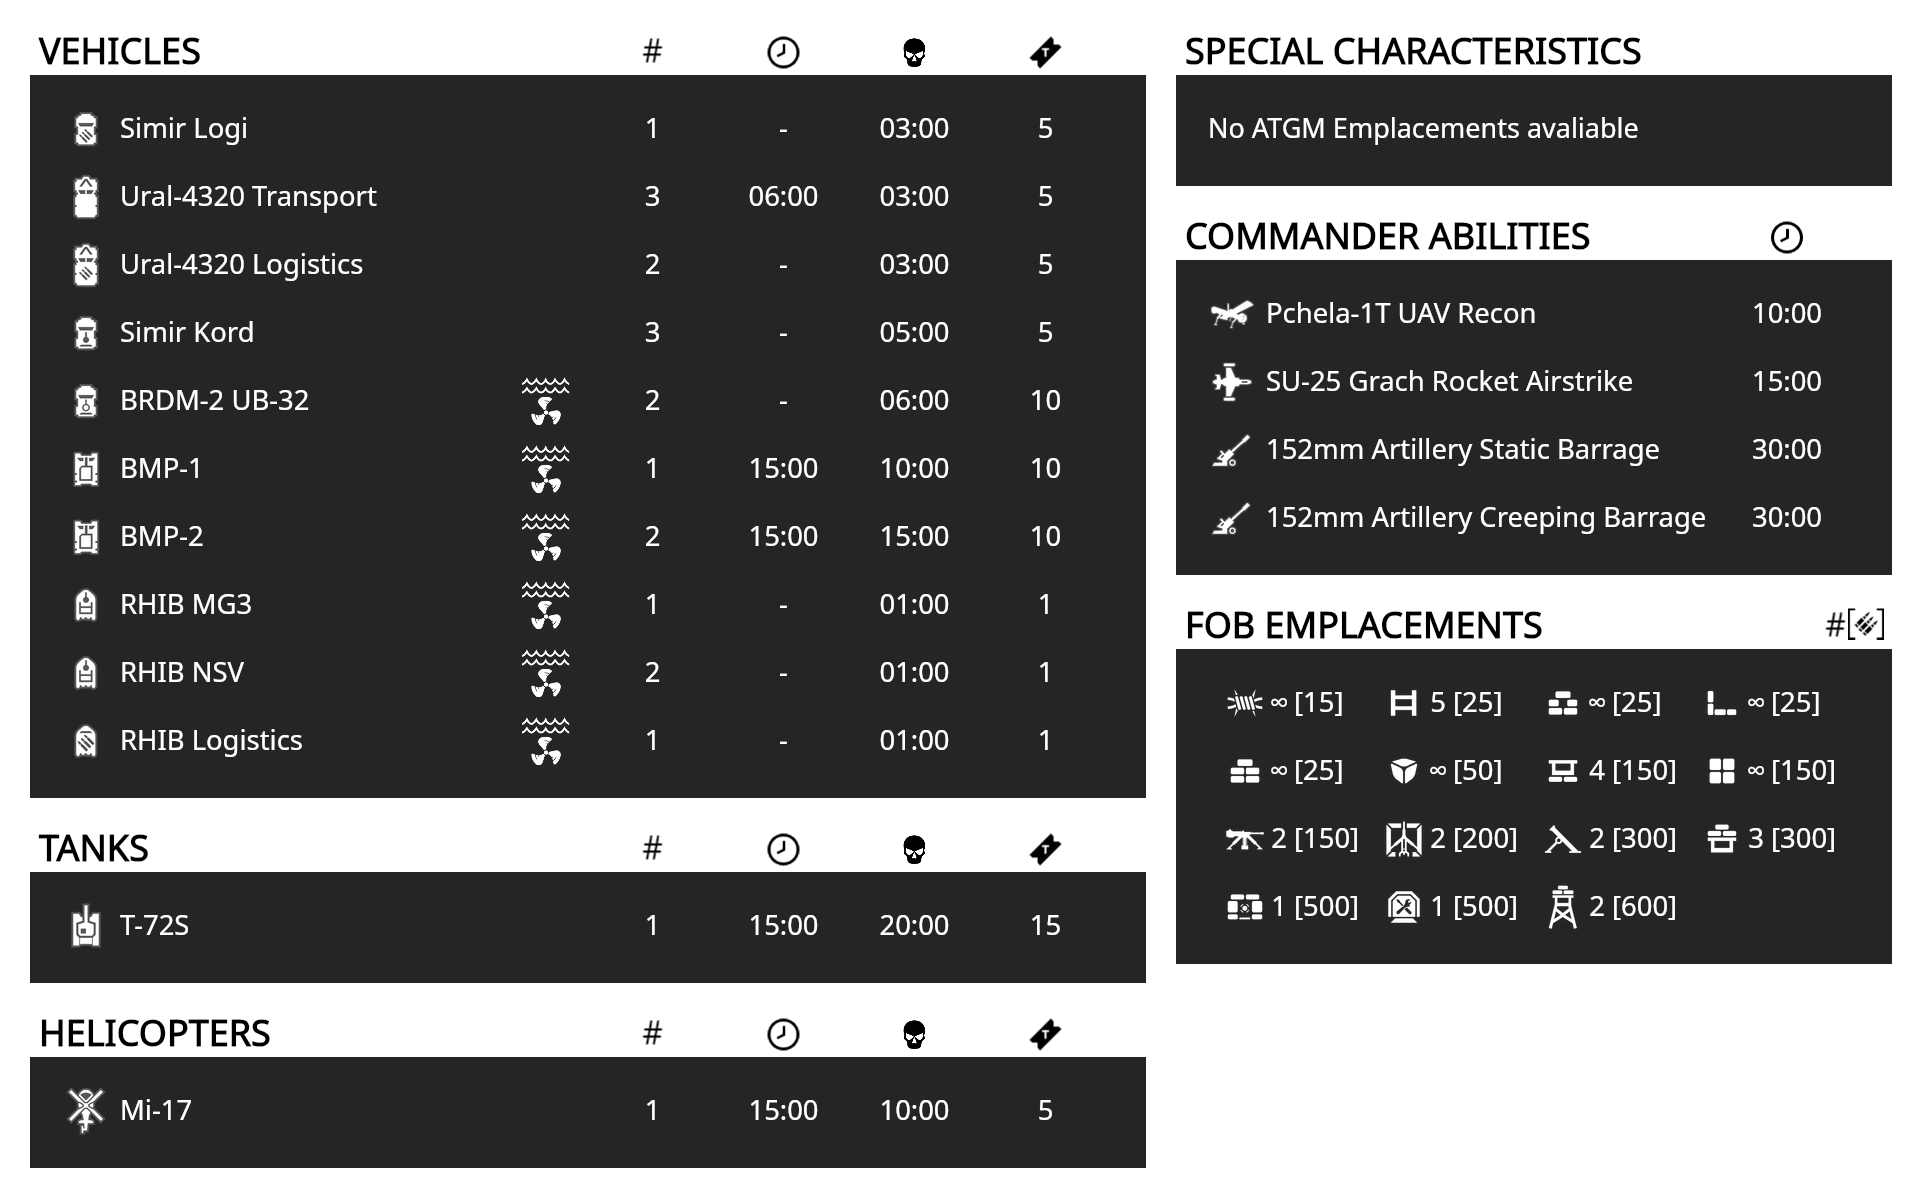 VEHICLES #
Simir Logi 1 - 03:00 5
Ural-4320 Transport 3 06:00 03:00 5
Ural-4320 Logistics 2 - 03:00 5
Simir Kord 3 - 05:00 5
BRDM-2 UB-32 2 - 06:00 10
BMP-1 1 15:00 10:00 10
BMP-2 2 15:00 15:00 10
RHIB MG3 1 - 01:00 1
RHIB NSV 2 - 01:00 1
RHIB Logistics 1 - 01:00 1
TANKS #
T-72S 1 15:00 20:00 15
HELICOPTERS #
Mi-17 1 15:00 10:00 5
SPECIAL CHARACTERISTICS
No ATGM Emplacements avaliable
COMMANDER ABILITIES
Pchela-1T UAV Recon 10:00
SU-25 Grach Rocket Airstrike 15:00
152mm Artillery Static Barrage 30:00
152mm Artillery Creeping Barrage 30:00
FOB EMPLACEMENTS #[]
∞ [15] 5 [25] ∞ [25] ∞ [25]
∞ [25] ∞ [50] 4 [150] ∞ [150]
2 [150] 2 [200] 2 [300] 3 [300]
1 [500] 1 [500] 2 [600]